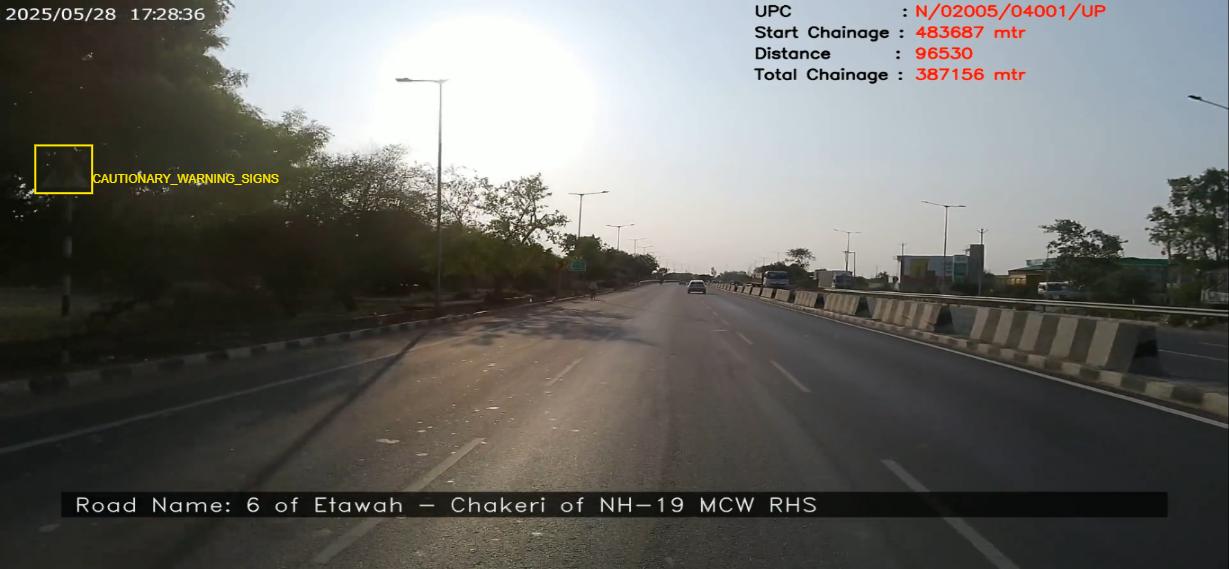 2025/05/28 17:28:36
UPC : N/02005/04001/UP
Start Chainage : 483687 mtr
Distance : 96530
Total Chainage : 387156 mtr
CAUTIONARY_WARNING_SIGNS
Road Name: 6 of Etawah - Chakeri of NH-19 MCW RHS